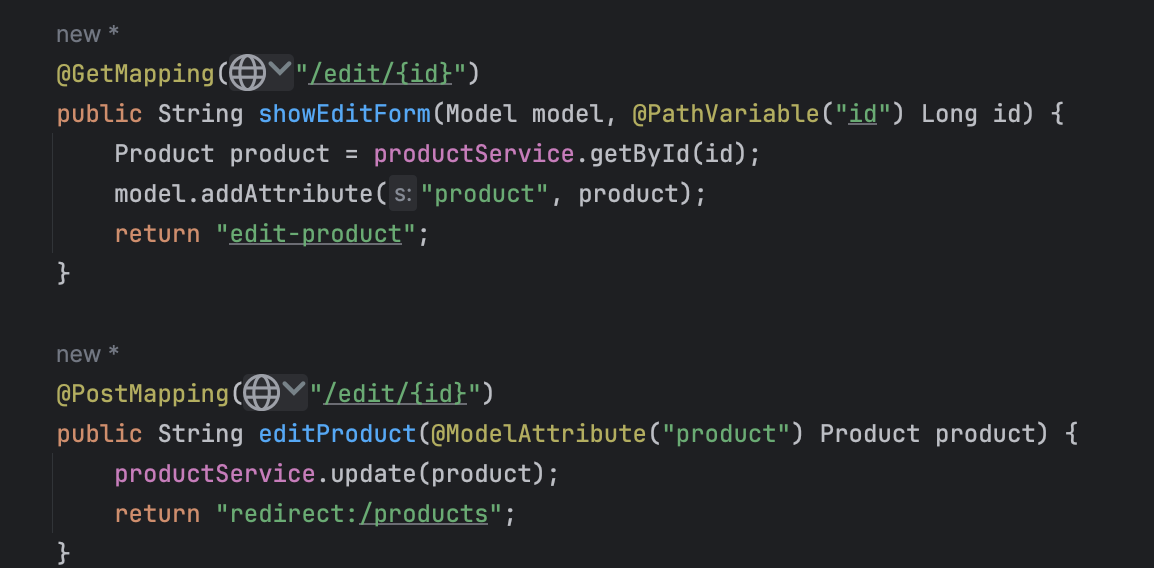 new *
@GetMapping("/edit/{id}")
public String showEditForm(Model model, @PathVariable("id") Long id) {
Product product = productService.getById(id);
model.addAttribute( s: "product", product);
return "edit-product";
}
new *
@PostMapping("/edit/{id}")
public String editProduct(@ModelAttribute("product") Product product) {
productService.update(product);
return "redirect:/products";
}